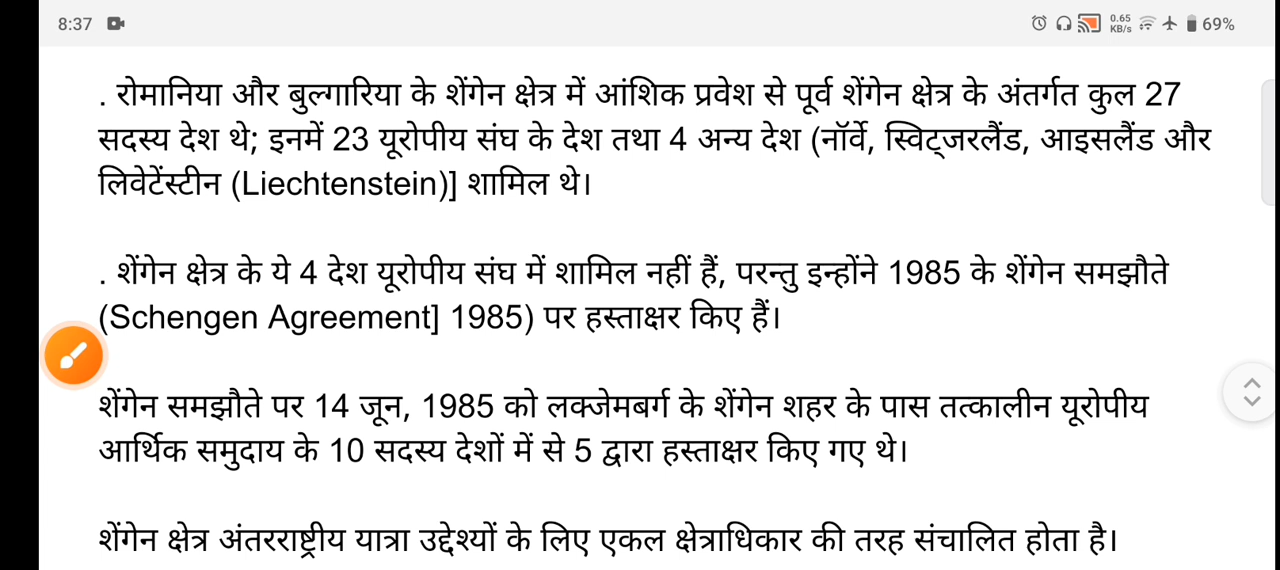 8:37
0.65
KB/s
69%
. रोमानिया और बुल्गारिया के शेंगेन क्षेत्र में आंशिक प्रवेश से पूर्व शेंगेन क्षेत्र के अंतर्गत कुल 27
सदस्य देश थे; इनमें 23 यूरोपीय संघ के देश तथा 4 अन्य देश (नॉर्वे, स्विट्जरलैंड, आइसलैंड और
लिवेटेंस्टीन (Liechtenstein)] शामिल थे।
. शेंगेन क्षेत्र के ये 4 देश यूरोपीय संघ में शामिल नहीं हैं, परन्तु इन्होंने 1985 के शेंगेन समझौते
(Schengen Agreement] 1985) पर हस्ताक्षर किए हैं।
शेंगेन समझौते पर 14 जून, 1985 को लक्जेमबर्ग के शेंगेन शहर के पास तत्कालीन यूरोपीय
आर्थिक समुदाय के 10 सदस्य देशों में से 5 द्वारा हस्ताक्षर किए गए थे।
शेंगेन क्षेत्र अंतरराष्ट्रीय यात्रा उद्देश्यों के लिए एकल क्षेत्राधिकार की तरह संचालित होता है।